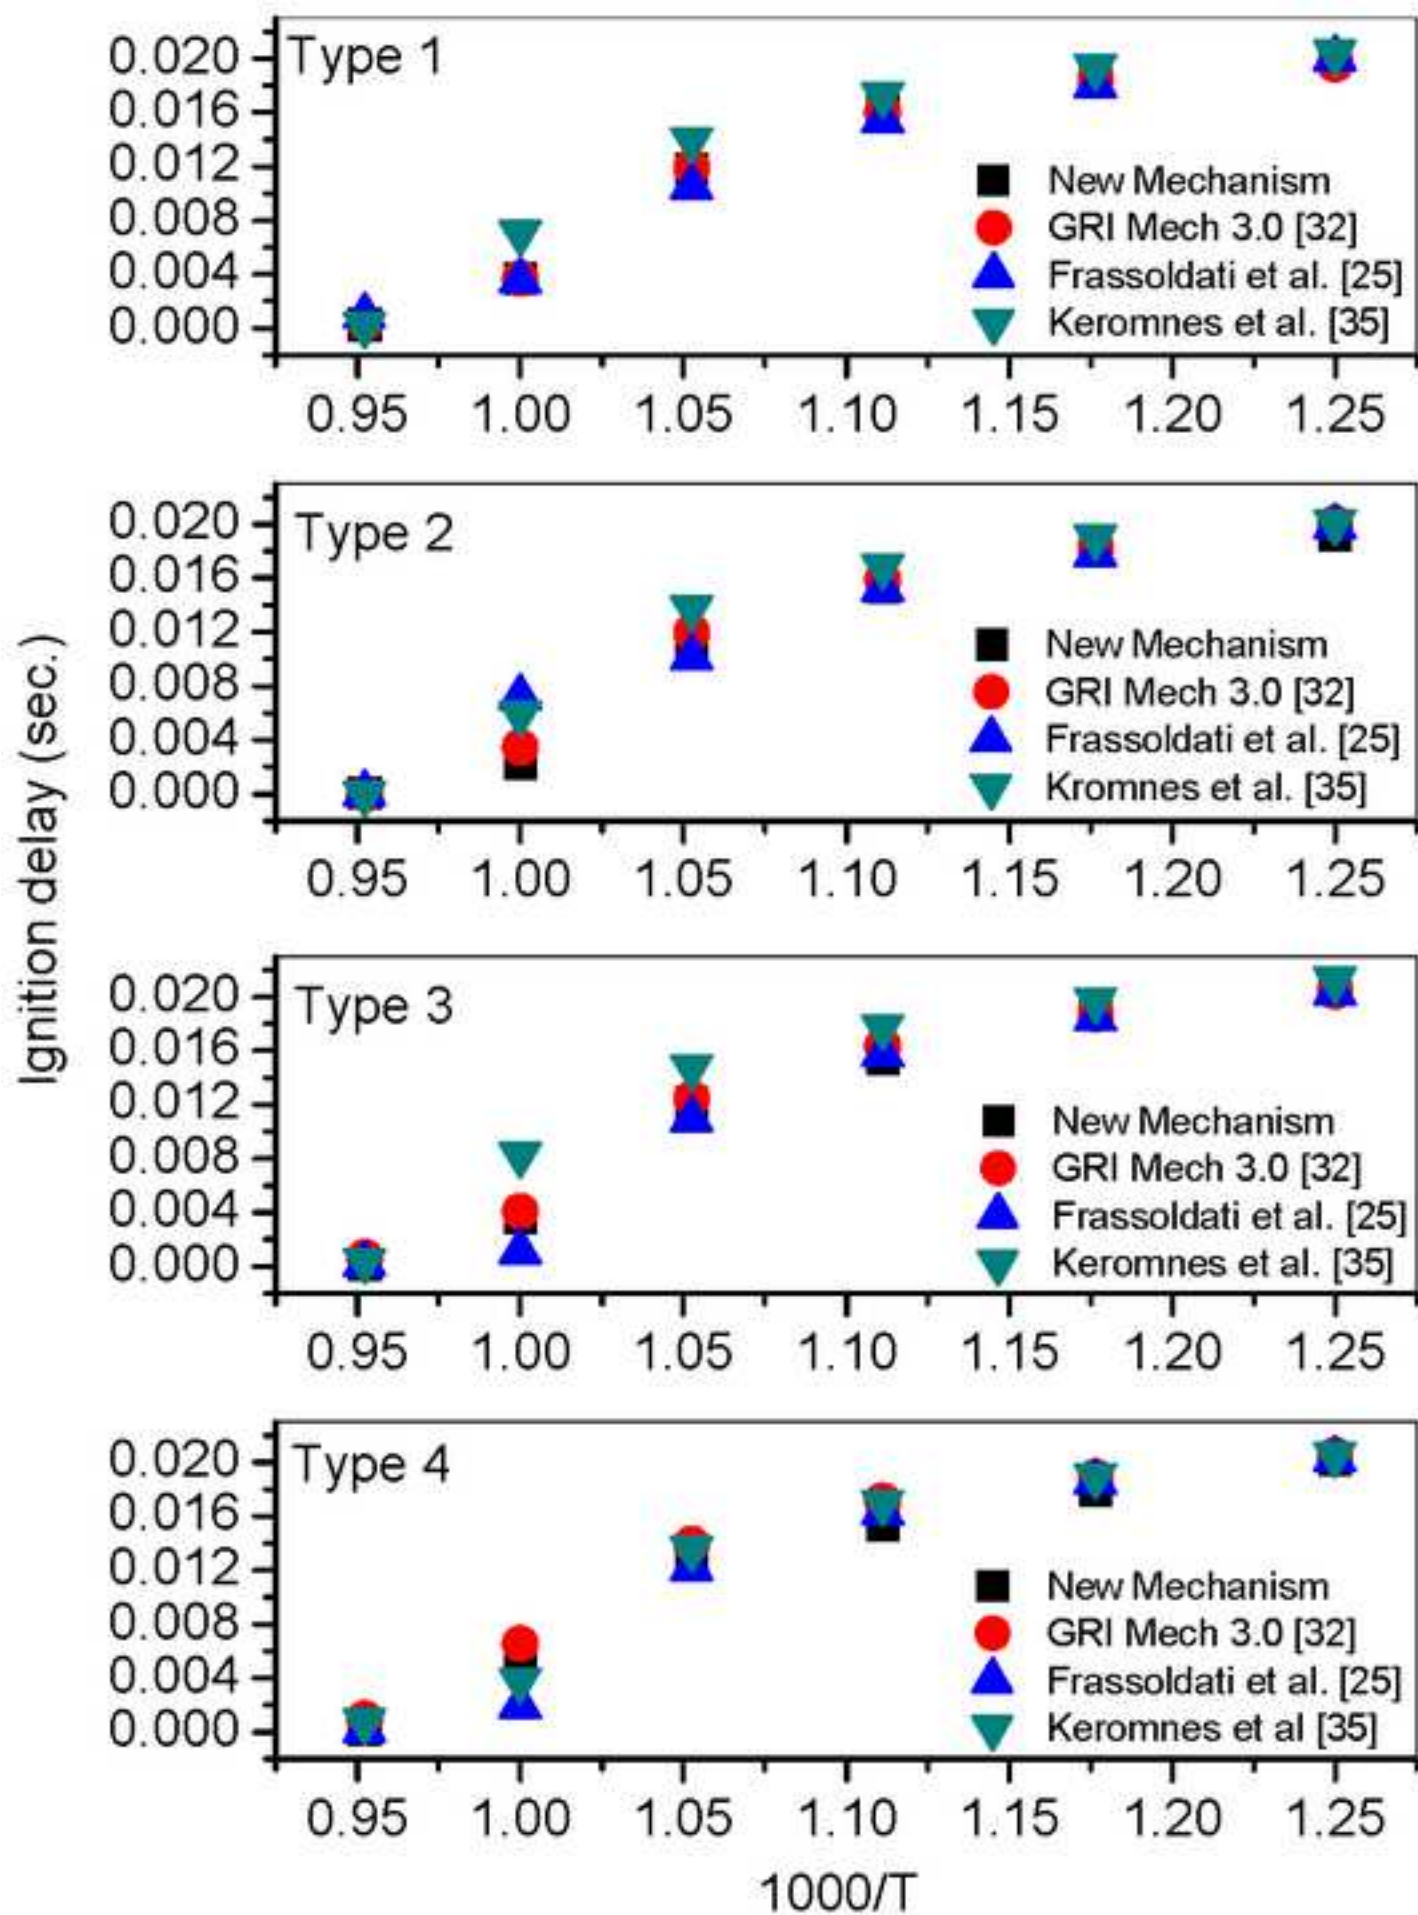 Ignition delay (sec.)
Type 1
0.020
0.016
0.012
0.008
0.004
0.000
New Mechanism
GRI Mech 3.0 [32]
Frassoldati et al. [25]
Keromnes et al. [35]
0.95 1.00 1.05 1.10 1.15 1.20 1.25
Type 2
0.020
0.016
0.012
0.008
0.004
0.000
New Mechanism
GRI Mech 3.0 [32]
Frassoldati et al. [25]
Kromnes et al. [35]
0.95 1.00 1.05 1.10 1.15 1.20 1.25
Type 3
0.020
0.016
0.012
0.008
0.004
0.000
New Mechanism
GRI Mech 3.0 [32]
Frassoldati et al. [25]
Keromnes et al. [35]
0.95 1.00 1.05 1.10 1.15 1.20 1.25
Type 4
0.020
0.016
0.012
0.008
0.004
0.000
New Mechanism
GRI Mech 3.0 [32]
Frassoldati et al. [25]
Keromnes et al [35]
0.95 1.00 1.05 1.10 1.15 1.20 1.25
1000/T